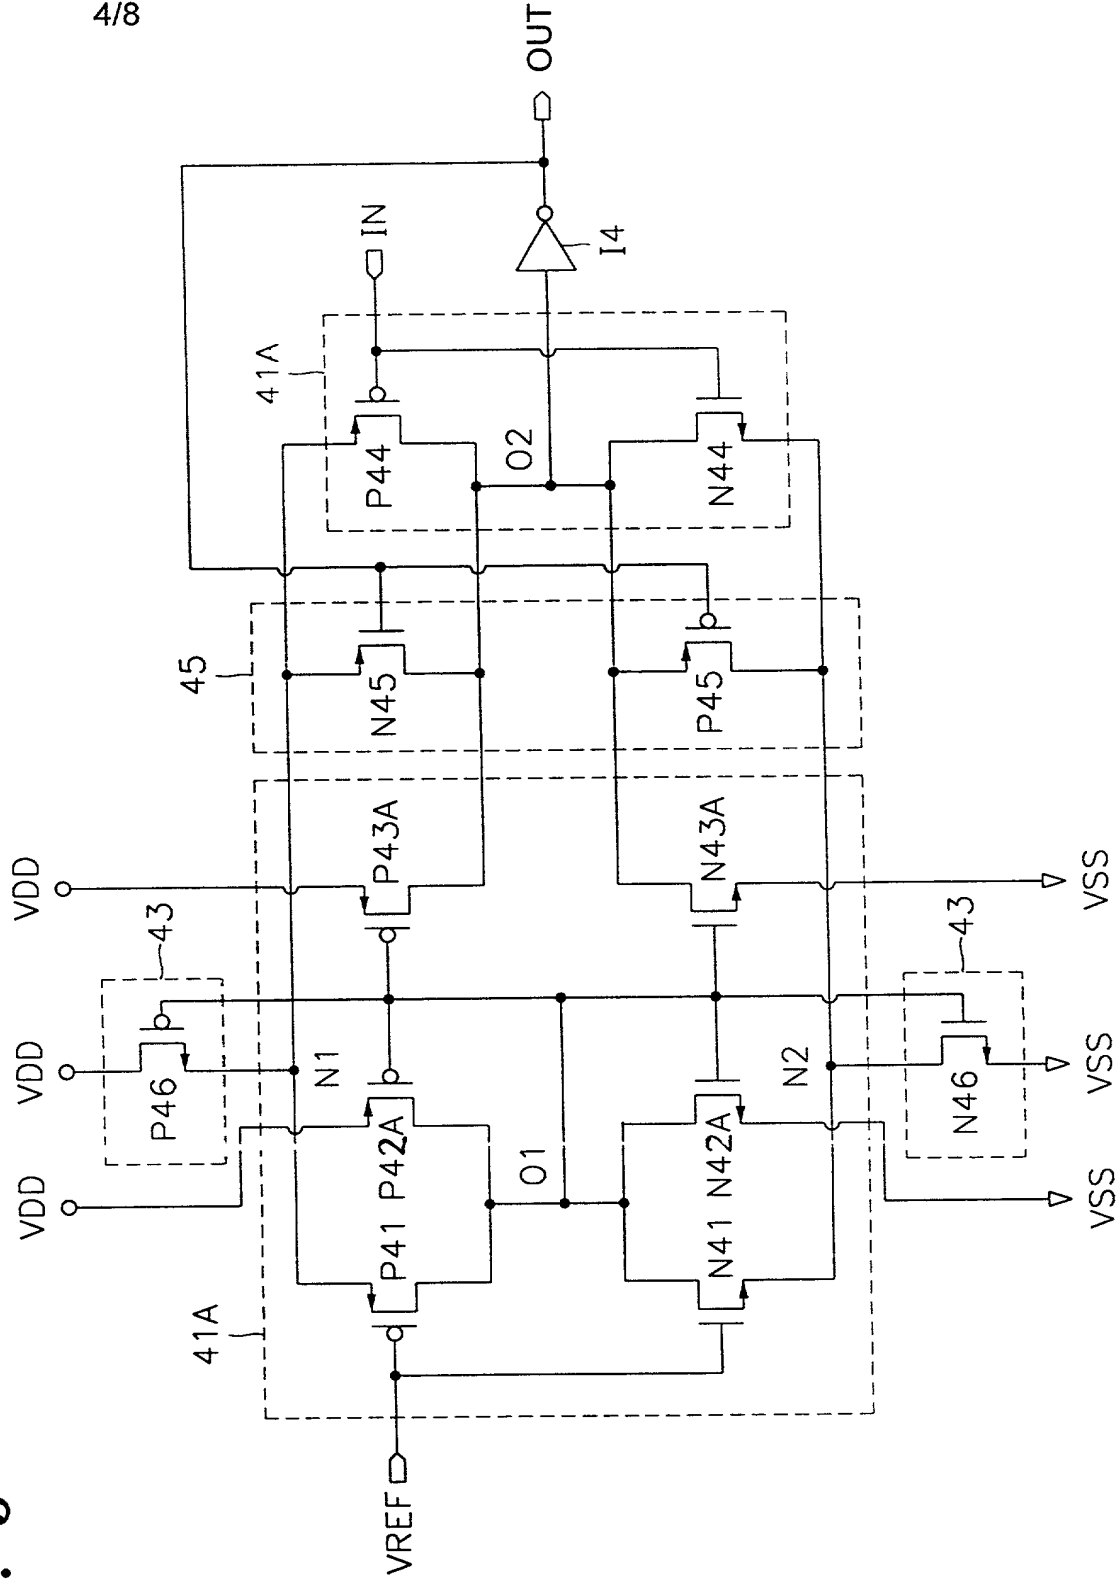 4/8
OUT
IN
I4
41A
P44
O2
N44
45
N45
P45
VDD
P43A
N43A
VSS
43
43
VDD
P46
N1
N2
N46
VSS
VDD
P42A
O1
N42A
VSS
P41
N41
41A
VREF